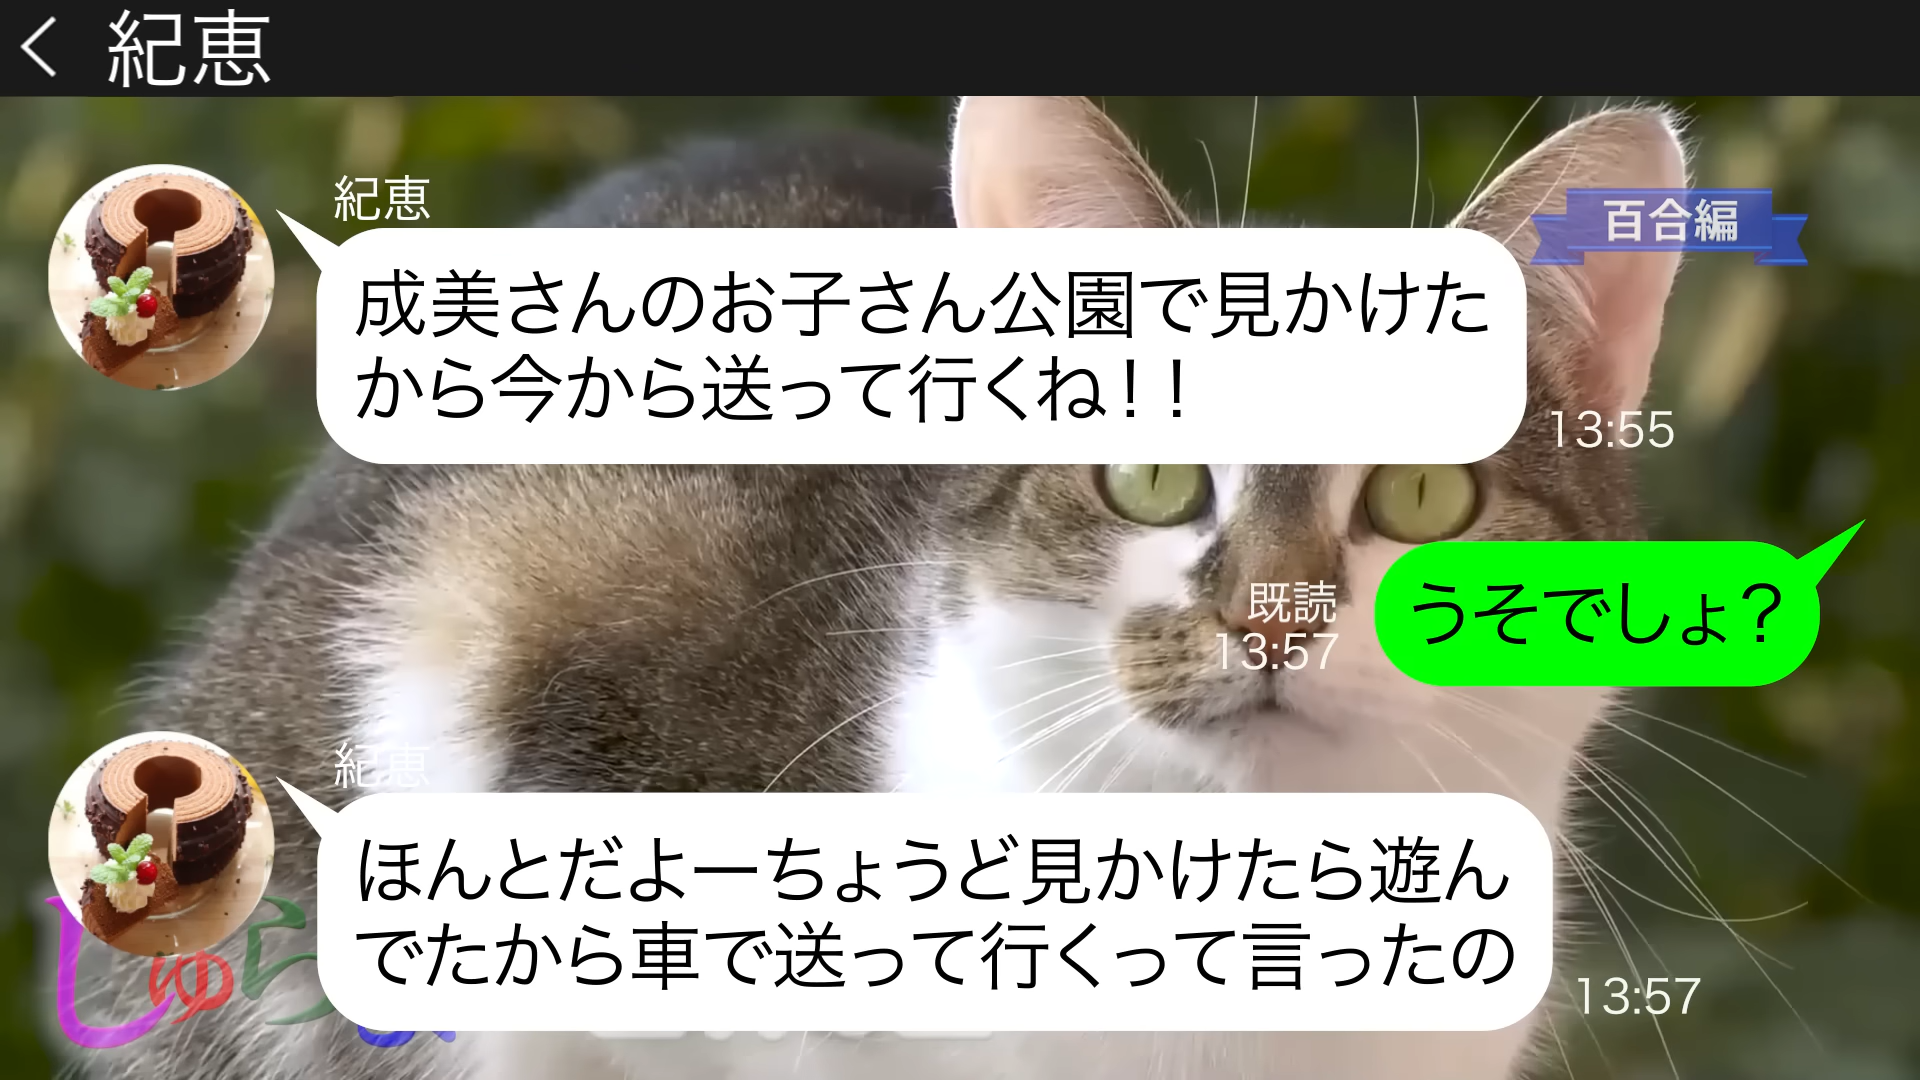 紀恵
紀恵
百合編
成美さんのお子さん公園で見かけた
から今から送って行くね！！
13:55
うそでしょ？
既読
13:57
紀恵
ほんとだよーちょうど見かけたら遊ん
でたから車で送って行くって言ったの
13:57
しゅら